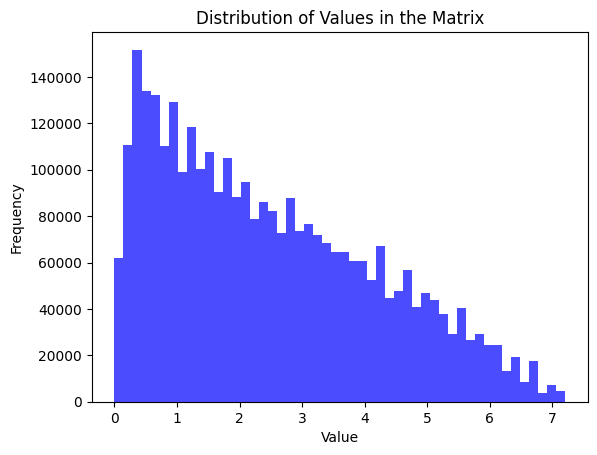 Distribution of Values in the Matrix
140000
120000
100000
80000
60000
40000
20000
0
Frequency
0 1 2 3 4 5 6 7
Value